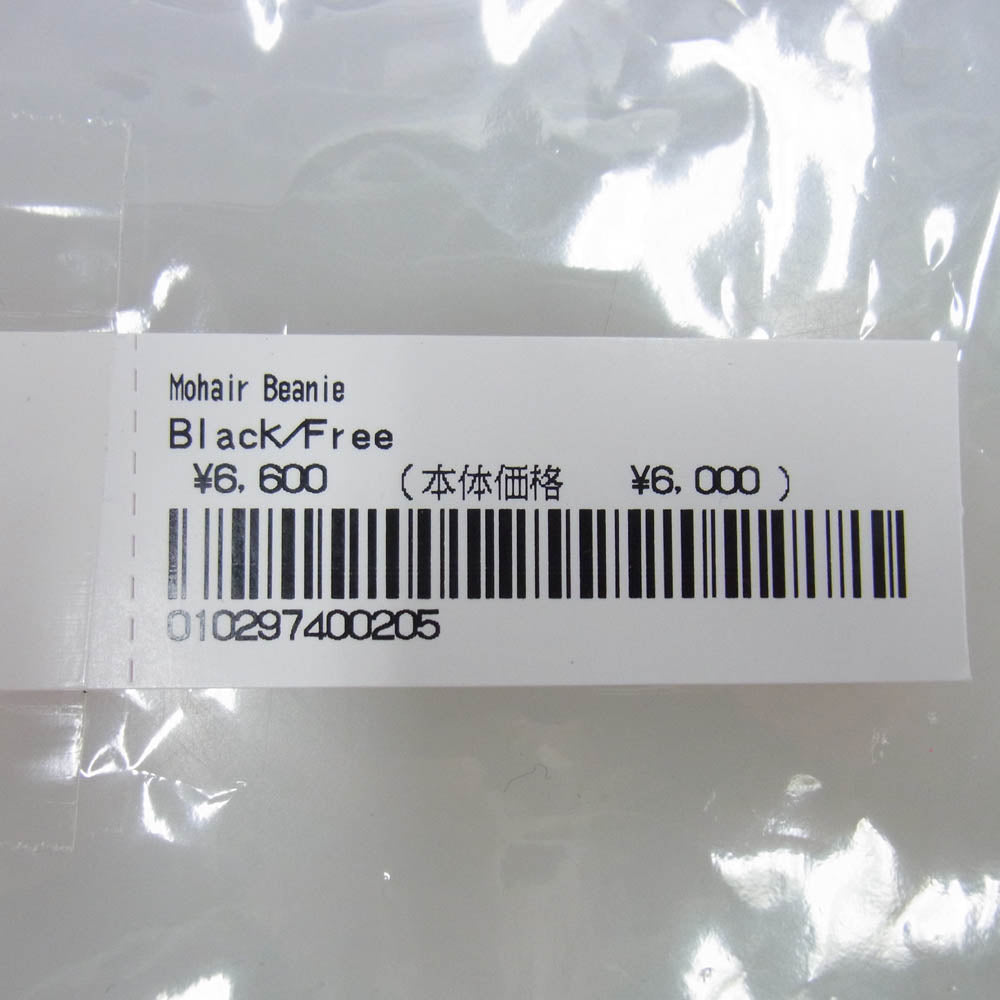 Mohair Beanie
Black/Free
¥6,600 (本体価格 ¥6,000 )
010297400205